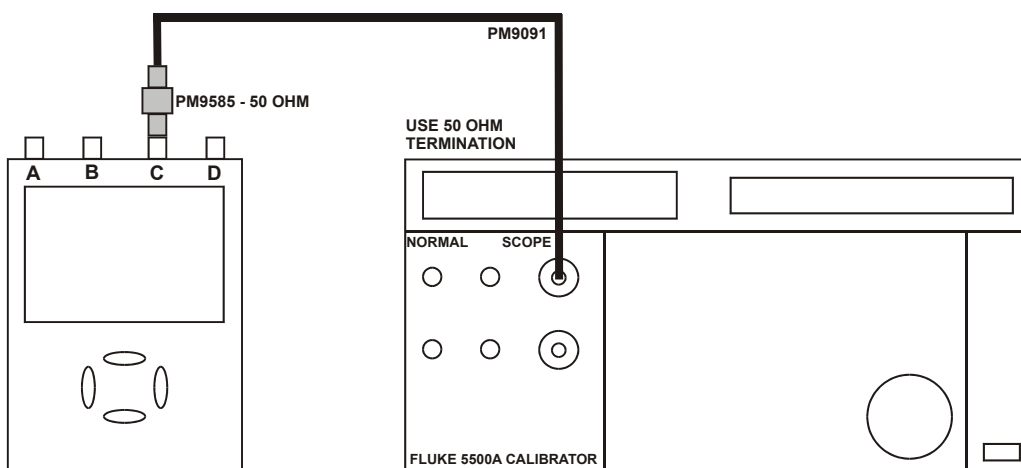 PM9091
PM9585 - 50 OHM
USE 50 OHM
TERMINATION
A B C D
NORMAL SCOPE
FLUKE 5500A CALIBRATOR